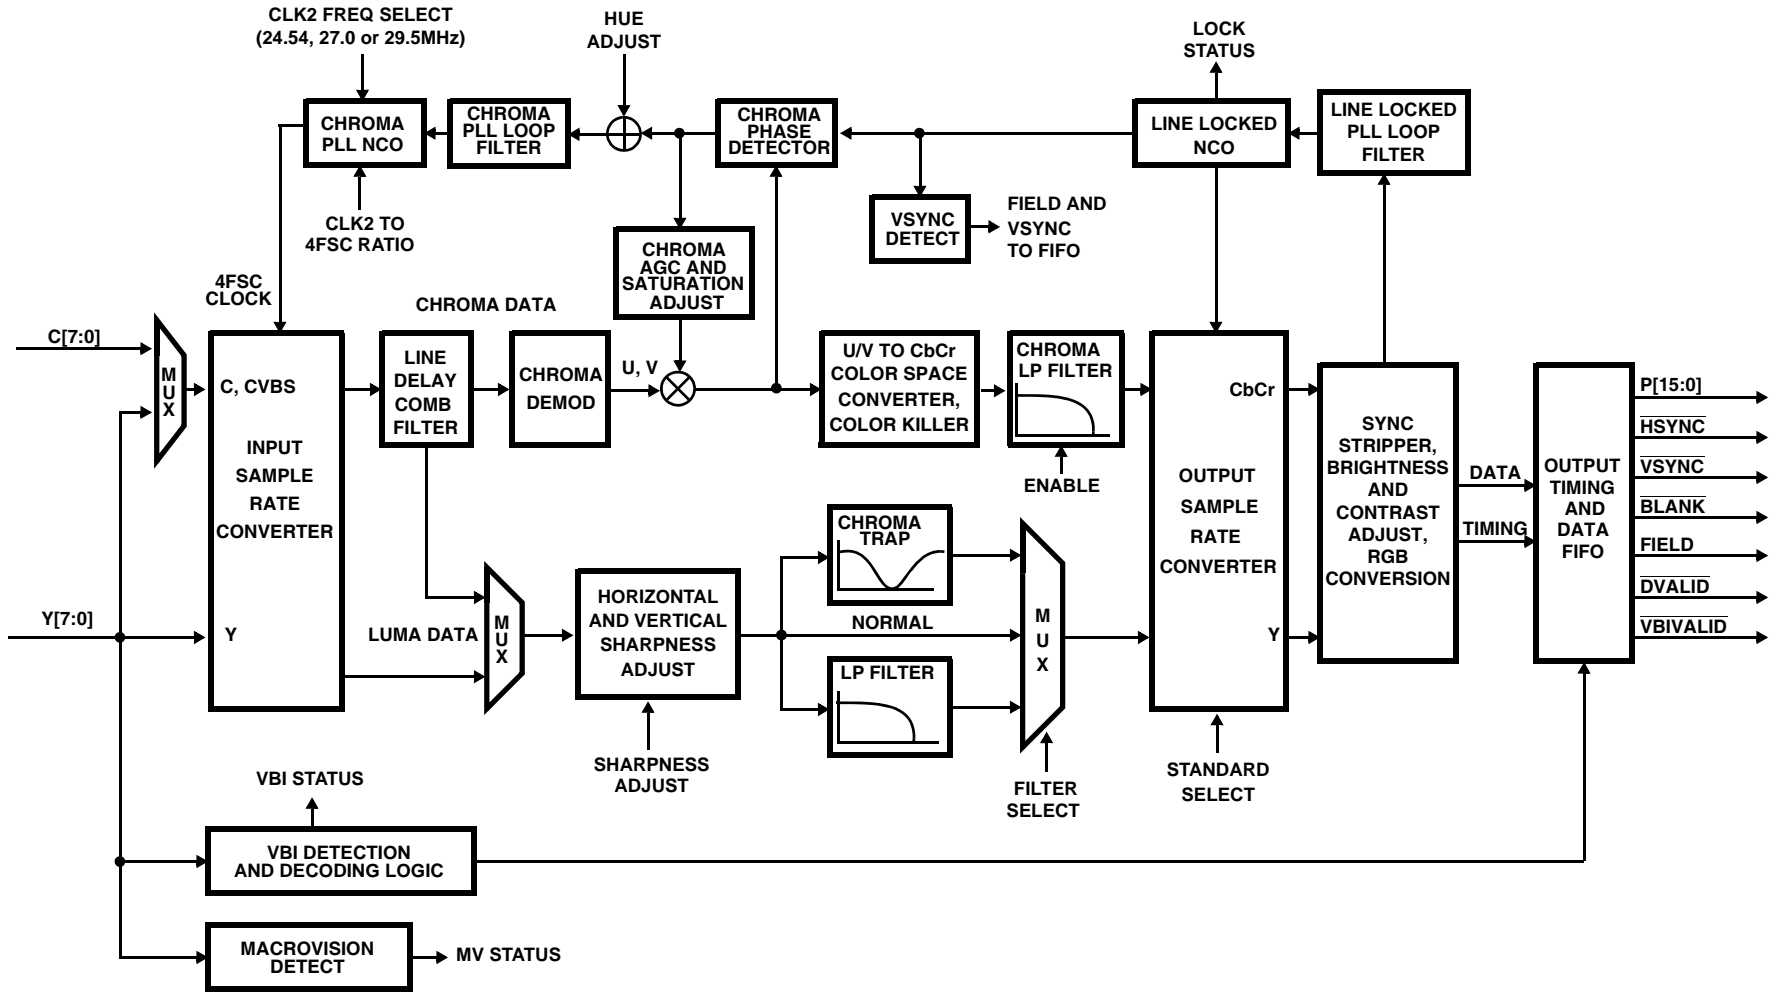 CLK2 FREQ SELECT
(24.54, 27.0 or 29.5MHz)
HUE
ADJUST
LOCK
STATUS
CHROMA
PLL NCO
CHROMA
PLL LOOP
FILTER
CHROMA
PHASE
DETECTOR
LINE LOCKED
NCO
LINE LOCKED
PLL LOOP
FILTER
CLK2 TO
4FSC RATIO
VSYNC
DETECT
FIELD AND
VSYNC
TO FIFO
CHROMA
AGC AND
SATURATION
ADJUST
4FSC
CLOCK
CHROMA DATA
C[7:0]
MUX
C, CVBS
INPUT
SAMPLE
RATE
CONVERTER
Y
LINE
DELAY
COMB
FILTER
CHROMA
DEMOD
U, V
U/V TO CbCr
COLOR SPACE
CONVERTER,
COLOR KILLER
CHROMA
LP FILTER
ENABLE
CbCr
OUTPUT
SAMPLE
RATE
CONVERTER
Y
SYNC
STRIPPER,
BRIGHTNESS
AND
CONTRAST
ADJUST,
RGB
CONVERSION
DATA
TIMING
OUTPUT
TIMING
AND
DATA
FIFO
P[15:0]
HSYNC
VSYNC
BLANK
FIELD
DVALID
VBIVALID
Y[7:0]
LUMA DATA
MUX
HORIZONTAL
AND VERTICAL
SHARPNESS
ADJUST
CHROMA
TRAP
NORMAL
LP FILTER
MUX
SHARPNESS
ADJUST
FILTER
SELECT
STANDARD
SELECT
VBI STATUS
VBI DETECTION
AND DECODING LOGIC
MACROVISION
DETECT
MV STATUS